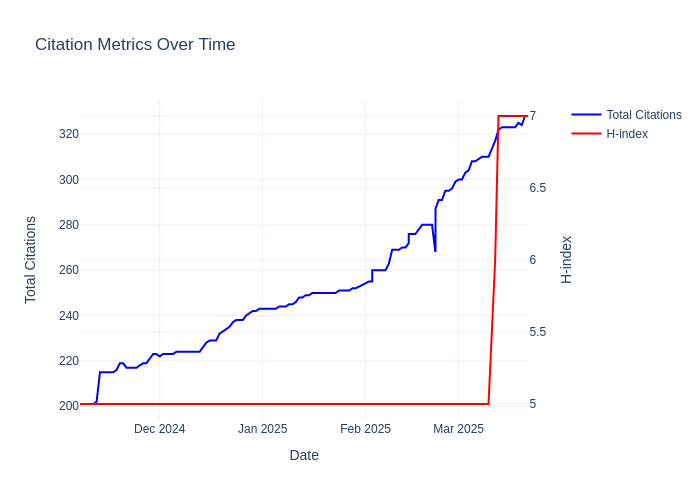 Citation Metrics Over Time
Total Citations
H-index
320
300
280
260
240
220
200
7
6.5
6
5.5
5
Dec 2024
Jan 2025
Feb 2025
Mar 2025
Date
Total Citations
H-index